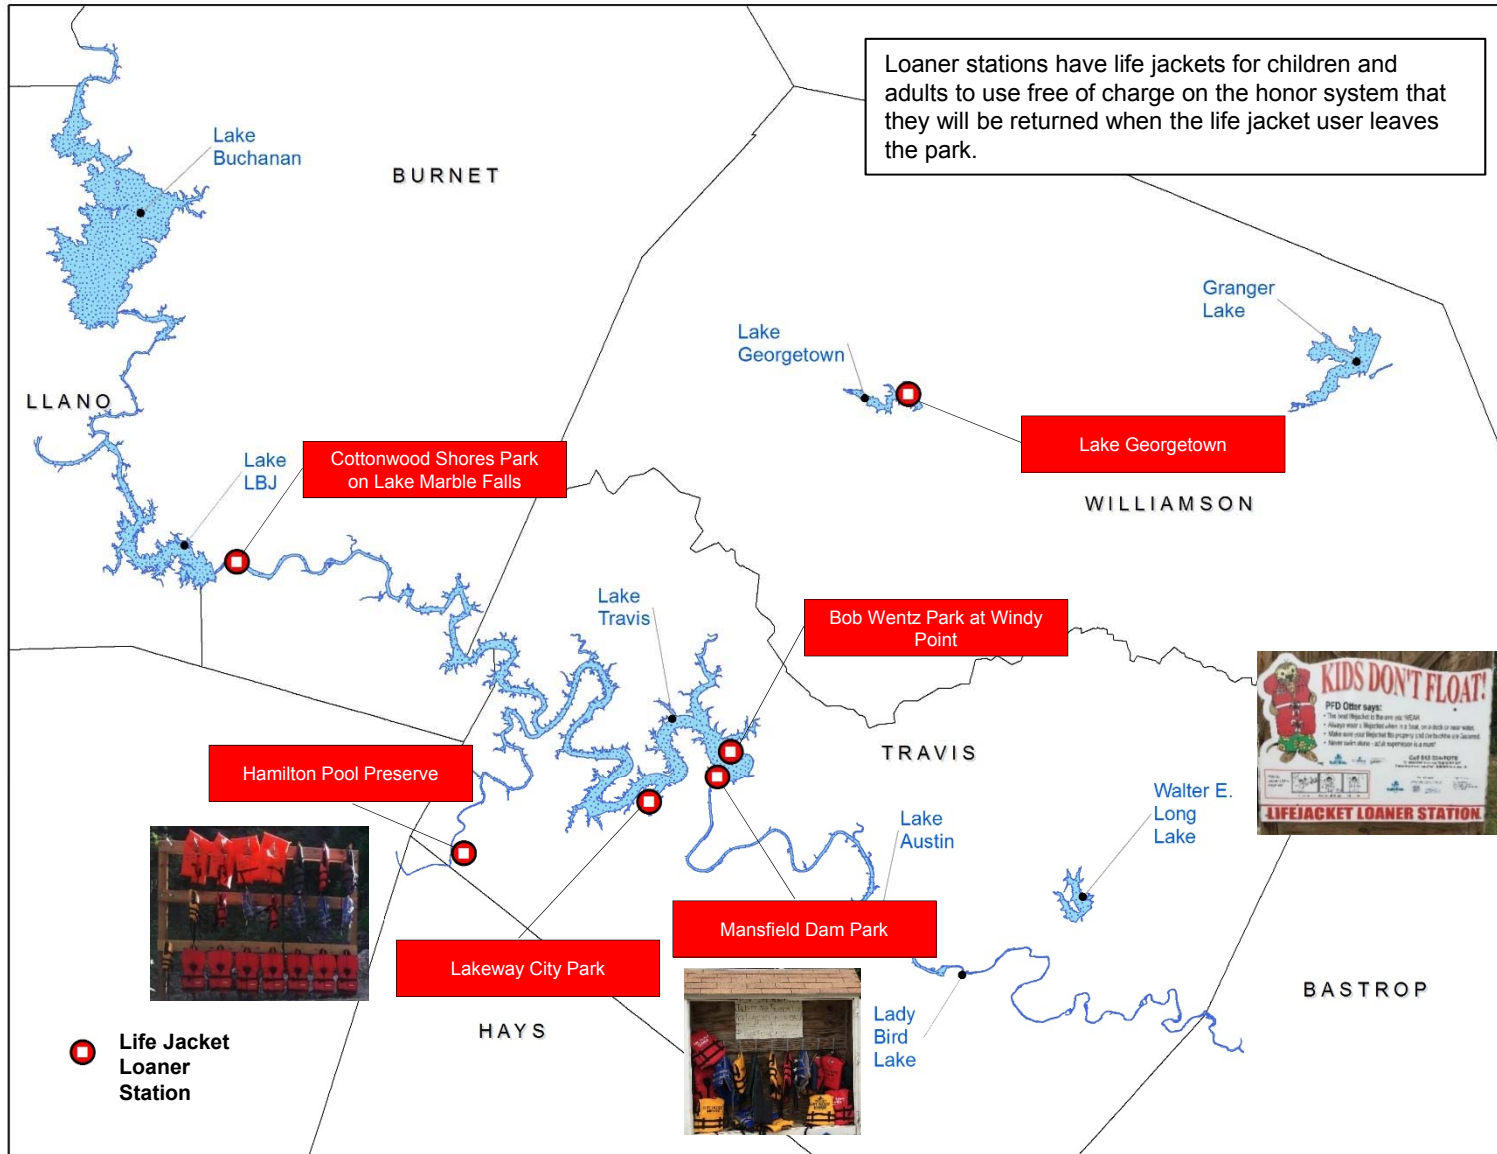 Loaner stations have life jackets for children and
adults to use free of charge on the honor system that
they will be returned when the life jacket user leaves
the park.
Lake
Buchanan
BURNET
Granger
Lake
Lake
Georgetown
LLANO
Lake Georgetown
Cottonwood Shores Park
on Lake Marble Falls
Lake
LBJ
WILLIAMSON
Lake
Travis
Bob Wentz Park at Windy
Point
KIDS DON'T FLOAT!
PFD Otter says:
LIFEJACKET LOANER STATION
TRAVIS
Hamilton Pool Preserve
Walter E.
Long
Lake
Lake
Austin
Mansfield Dam Park
Lakeway City Park
BASTROP
HAYS
Lady
Bird
Lake
Life Jacket
Loaner
Station